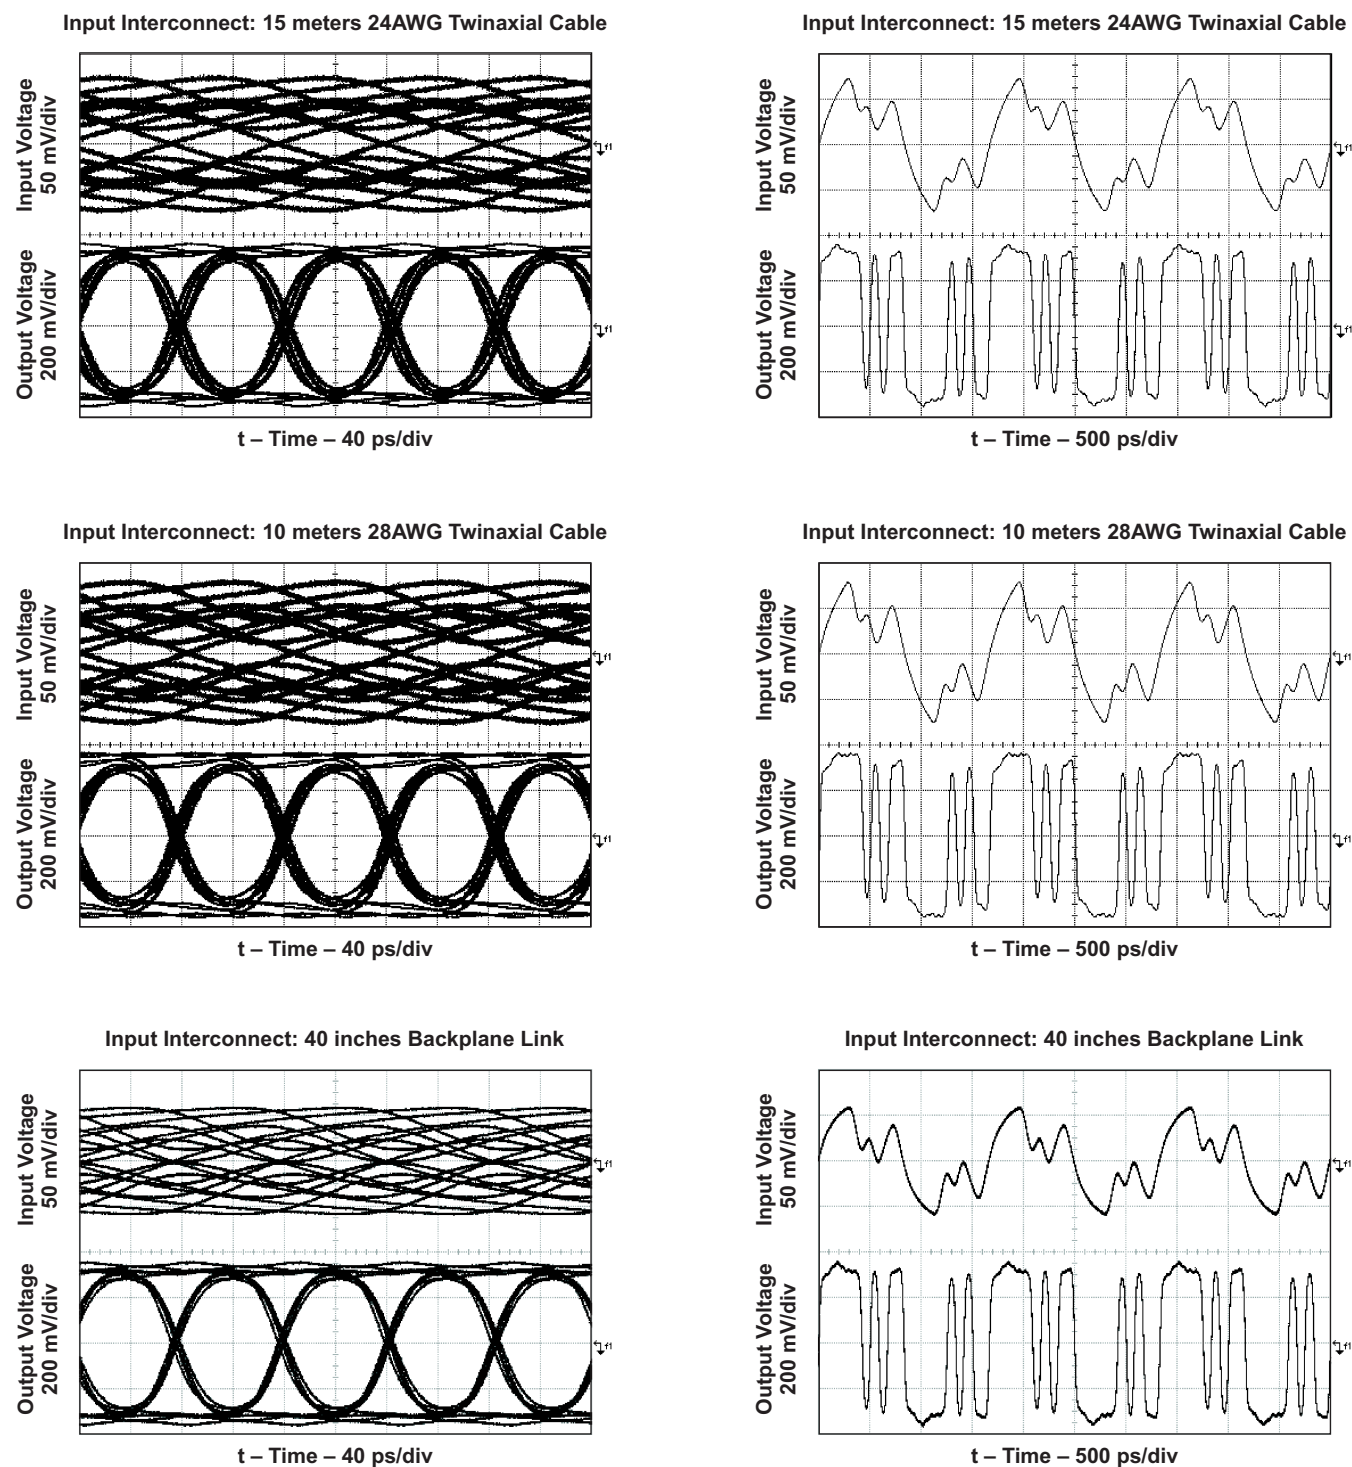 Input Interconnect: 15 meters 24AWG Twinaxial Cable
Input Voltage
50 mV/div
Output Voltage
200 mV/div
f1
f1
t – Time – 40 ps/div
Input Interconnect: 15 meters 24AWG Twinaxial Cable
Input Voltage
50 mV/div
Output Voltage
200 mV/div
f1
f1
t – Time – 500 ps/div
Input Interconnect: 10 meters 28AWG Twinaxial Cable
Input Voltage
50 mV/div
Output Voltage
200 mV/div
f1
f1
t – Time – 40 ps/div
Input Interconnect: 10 meters 28AWG Twinaxial Cable
Input Voltage
50 mV/div
Output Voltage
200 mV/div
f1
f1
t – Time – 500 ps/div
Input Interconnect: 40 inches Backplane Link
Input Voltage
50 mV/div
Output Voltage
200 mV/div
f1
f1
t – Time – 40 ps/div
Input Interconnect: 40 inches Backplane Link
Input Voltage
50 mV/div
Output Voltage
200 mV/div
f1
f1
t – Time – 500 ps/div